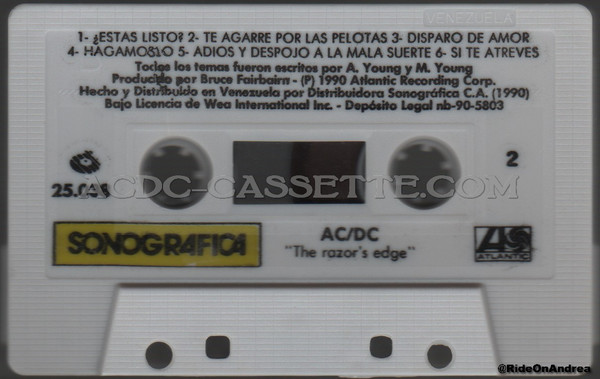 VENEZUELA
1- ¿ESTAS LISTO? 2- TE AGARRE POR LAS PELOTAS 3- DISPARO DE AMOR
4- HAGAMOSLO 5- ADIOS Y DESPOJO A LA MALA SUERTE 6- SI TE ATREVES
Todos los temas fueron escritos por A. Young y M. Young
Producido por Bruce Fairbairn - (P) 1990 Atlantic Recording Corp.
Hecho y Distribuido en Venezuela por Distribuidora Sonográfica C.A. (1990)
Bajo Licencia de Wea International Inc. - Depósito Legal nb-90-5803
2
ACDC-CASSETTE.COM
SONOGRAFICA
AC/DC
"The razor's edge"
ATLANTIC
@RideOnAndrea